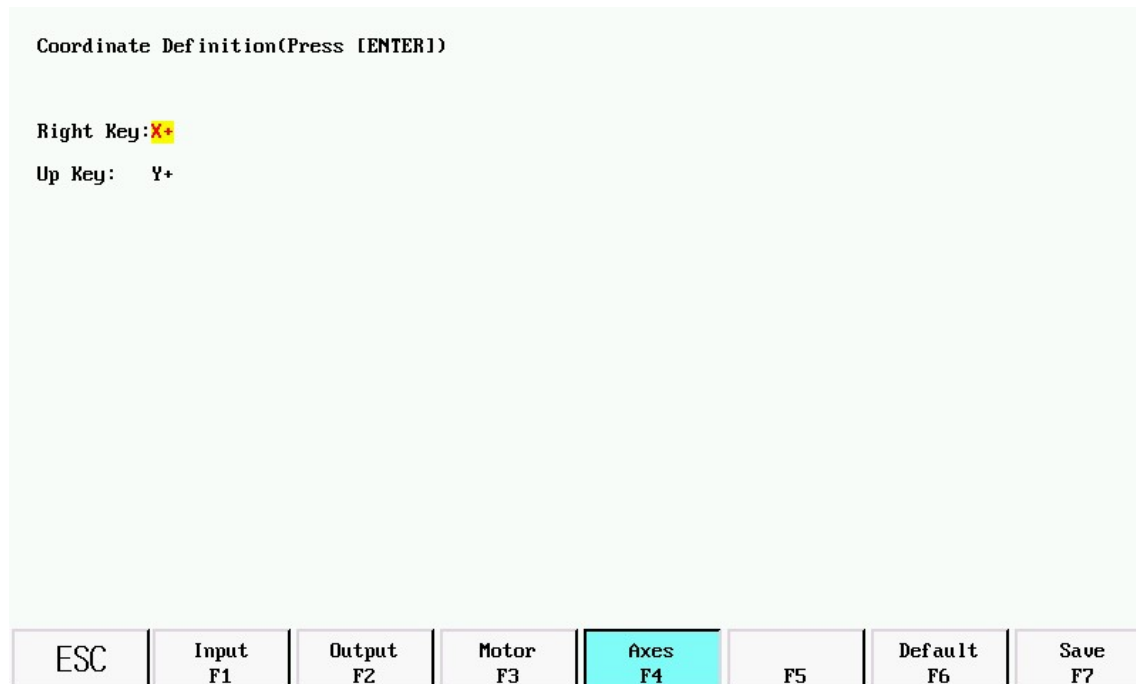 Coordinate Definition(Press [ENTER])
Right Key:X+
Up Key: Y+
ESC
Input
F1
Output
F2
Motor
F3
Axes
F4
F5
Default
F6
Save
F7